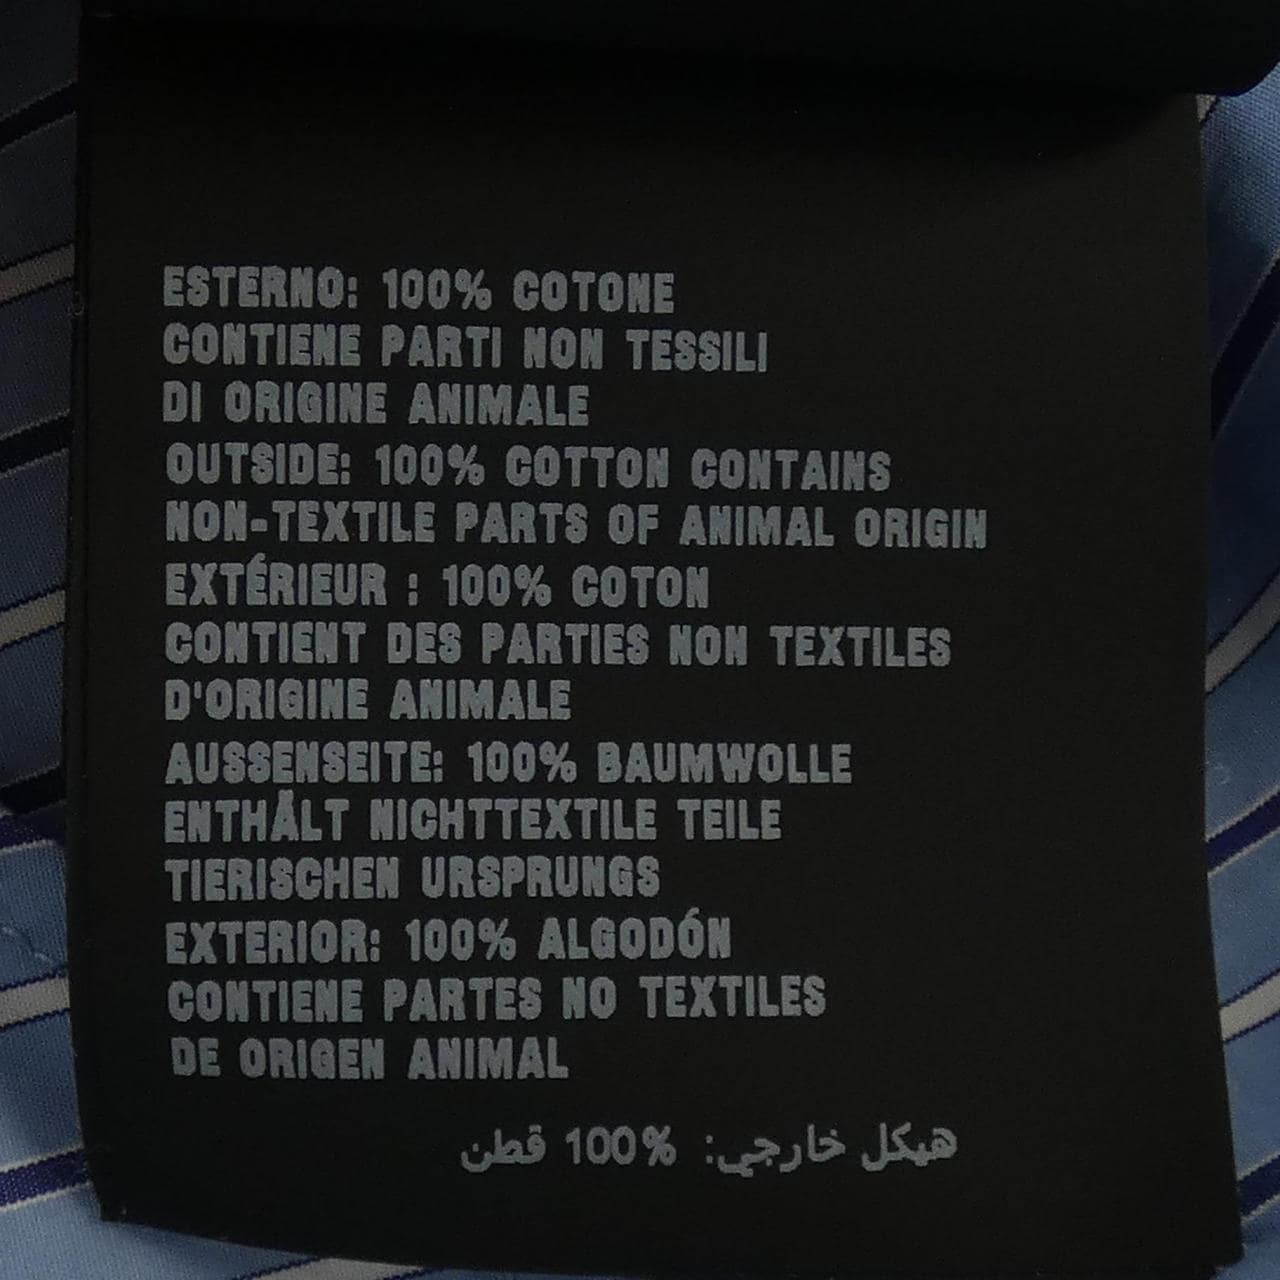 ESTERNO: 100% COTONE
CONTIENE PARTI NON TESSILI
DI ORIGINE ANIMALE
OUTSIDE: 100% COTTON CONTAINS
NON-TEXTILE PARTS OF ANIMAL ORIGIN
EXTÉRIEUR : 100% COTON
CONTIENT DES PARTIES NON TEXTILES
D'ORIGINE ANIMALE
AUSSENSEITE: 100% BAUMWOLLE
ENTHÄLT NICHTTEXTILE TEILE
TIERISCHEN URSPRUNGS
EXTERIOR: 100% ALGODÓN
CONTIENE PARTES NO TEXTILES
DE ORIGEN ANIMAL
هيكل خارجي: 100% قطن